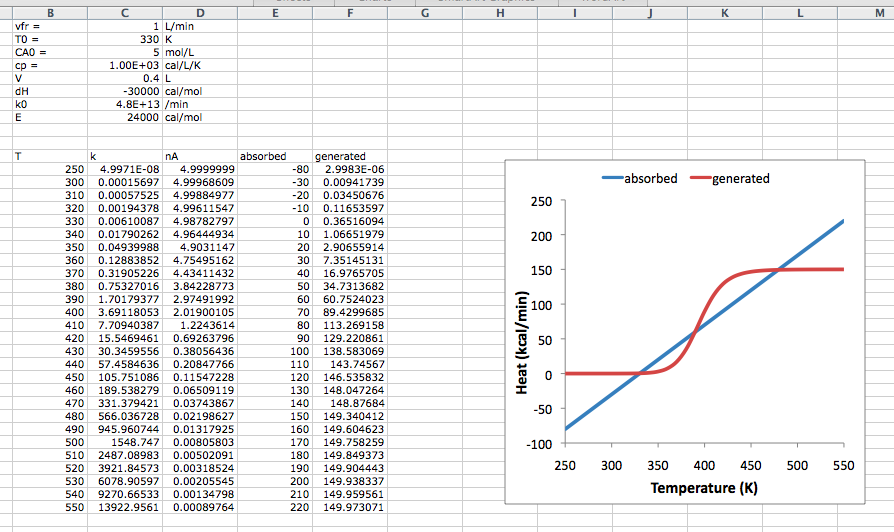 B C D E F G H I J K L M
vfr = 1 L/min
T0 = 330 K
CA0 = 5 mol/L
cp = 1.00E+03 cal/L/K
V 0.4 L
dH -30000 cal/mol
k0 4.8E+13 /min
E 24000 cal/mol
T k nA absorbed generated
250 4.9971E-08 4.9999999 -80 2.9983E-06
300 0.00015697 4.99968609 -30 0.00941739
310 0.00057525 4.99884977 -20 0.03450676
320 0.00194378 4.99611547 -10 0.11653597
330 0.00610087 4.98782797 0 0.36516094
340 0.01790262 4.96444934 10 1.06651979
350 0.04939988 4.9031147 20 2.90655914
360 0.12883852 4.75495162 30 7.35145131
370 0.31905226 4.43411432 40 16.9765705
380 0.75327016 3.84228773 50 34.7313682
390 1.70179377 2.97491992 60 60.7524023
400 3.69118053 2.01900105 70 89.4299685
410 7.70940387 1.2243614 80 113.269158
420 15.5469461 0.69263796 90 129.220861
430 30.3459556 0.38056436 100 138.583069
440 57.4584636 0.20847766 110 143.74567
450 105.751086 0.11547228 120 146.535832
460 189.538279 0.06509119 130 148.047264
470 331.379421 0.03743867 140 148.87684
480 566.036728 0.02198627 150 149.340412
490 945.960744 0.01317925 160 149.604623
500 1548.747 0.00805803 170 149.758259
510 2487.08983 0.00502091 180 149.849373
520 3921.84573 0.00318524 190 149.904443
530 6078.90597 0.00205545 200 149.938337
540 9270.66533 0.00134798 210 149.959561
550 13922.9561 0.00089764 220 149.973071
absorbed generated
250
200
150
100
50
0
-50
-100
Heat (kcal/min)
250 300 350 400 450 500 550
Temperature (K)